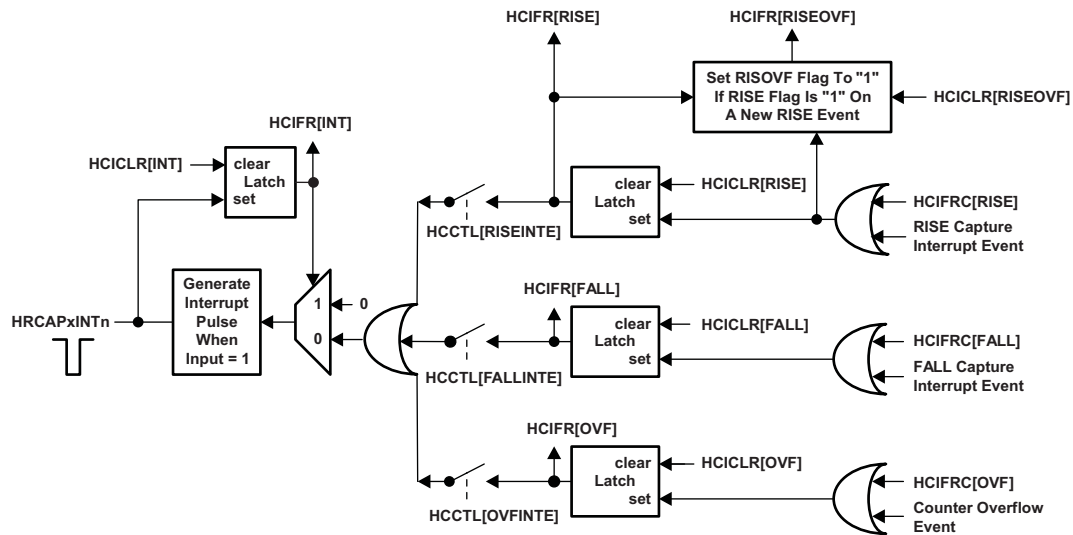 HCIFR[RISE]
HCIFR[RISEOVF]
Set RISOVF Flag To "1"
If RISE Flag Is "1" On
A New RISE Event
HCICLR[RISEOVF]
HCIFR[INT]
HCICLR[INT]
clear
Latch
set
clear
Latch
set
HCICLR[RISE]
HCIFRC[RISE]
RISE Capture
Interrupt Event
HCCTL[RISEINTE]
HRCAPxINTn
Generate
Interrupt
Pulse
When
Input = 1
1
0
0
HCIFR[FALL]
clear
Latch
set
HCICLR[FALL]
HCIFRC[FALL]
FALL Capture
Interrupt Event
HCCTL[FALLINTE]
HCIFR[OVF]
clear
Latch
set
HCICLR[OVF]
HCIFRC[OVF]
Counter Overflow
Event
HCCTL[OVFINTE]